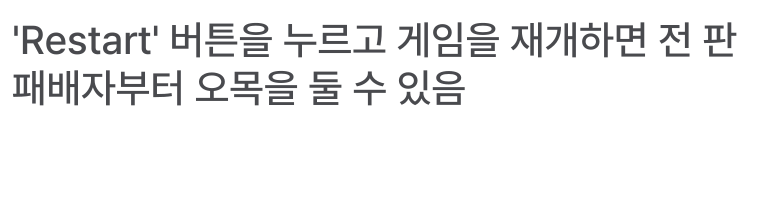 'Restart' 버튼을 누르고 게임을 재개하면 전 판
패배자부터 오목을 둘 수 있음